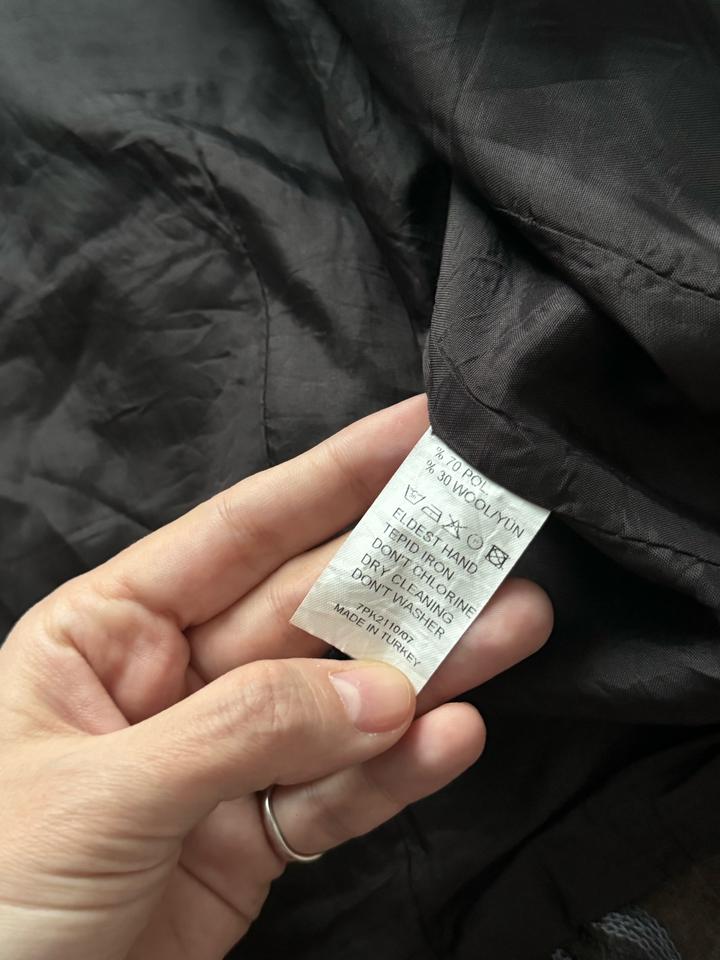 % 70 POL.
% 30 WOOL/YÜN
ELDEST HAND
TEPID IRON
DON'T CHLORINE
DRY CLEANING
DON'T WASHER
7PK2110/07
MADE IN TURKEY